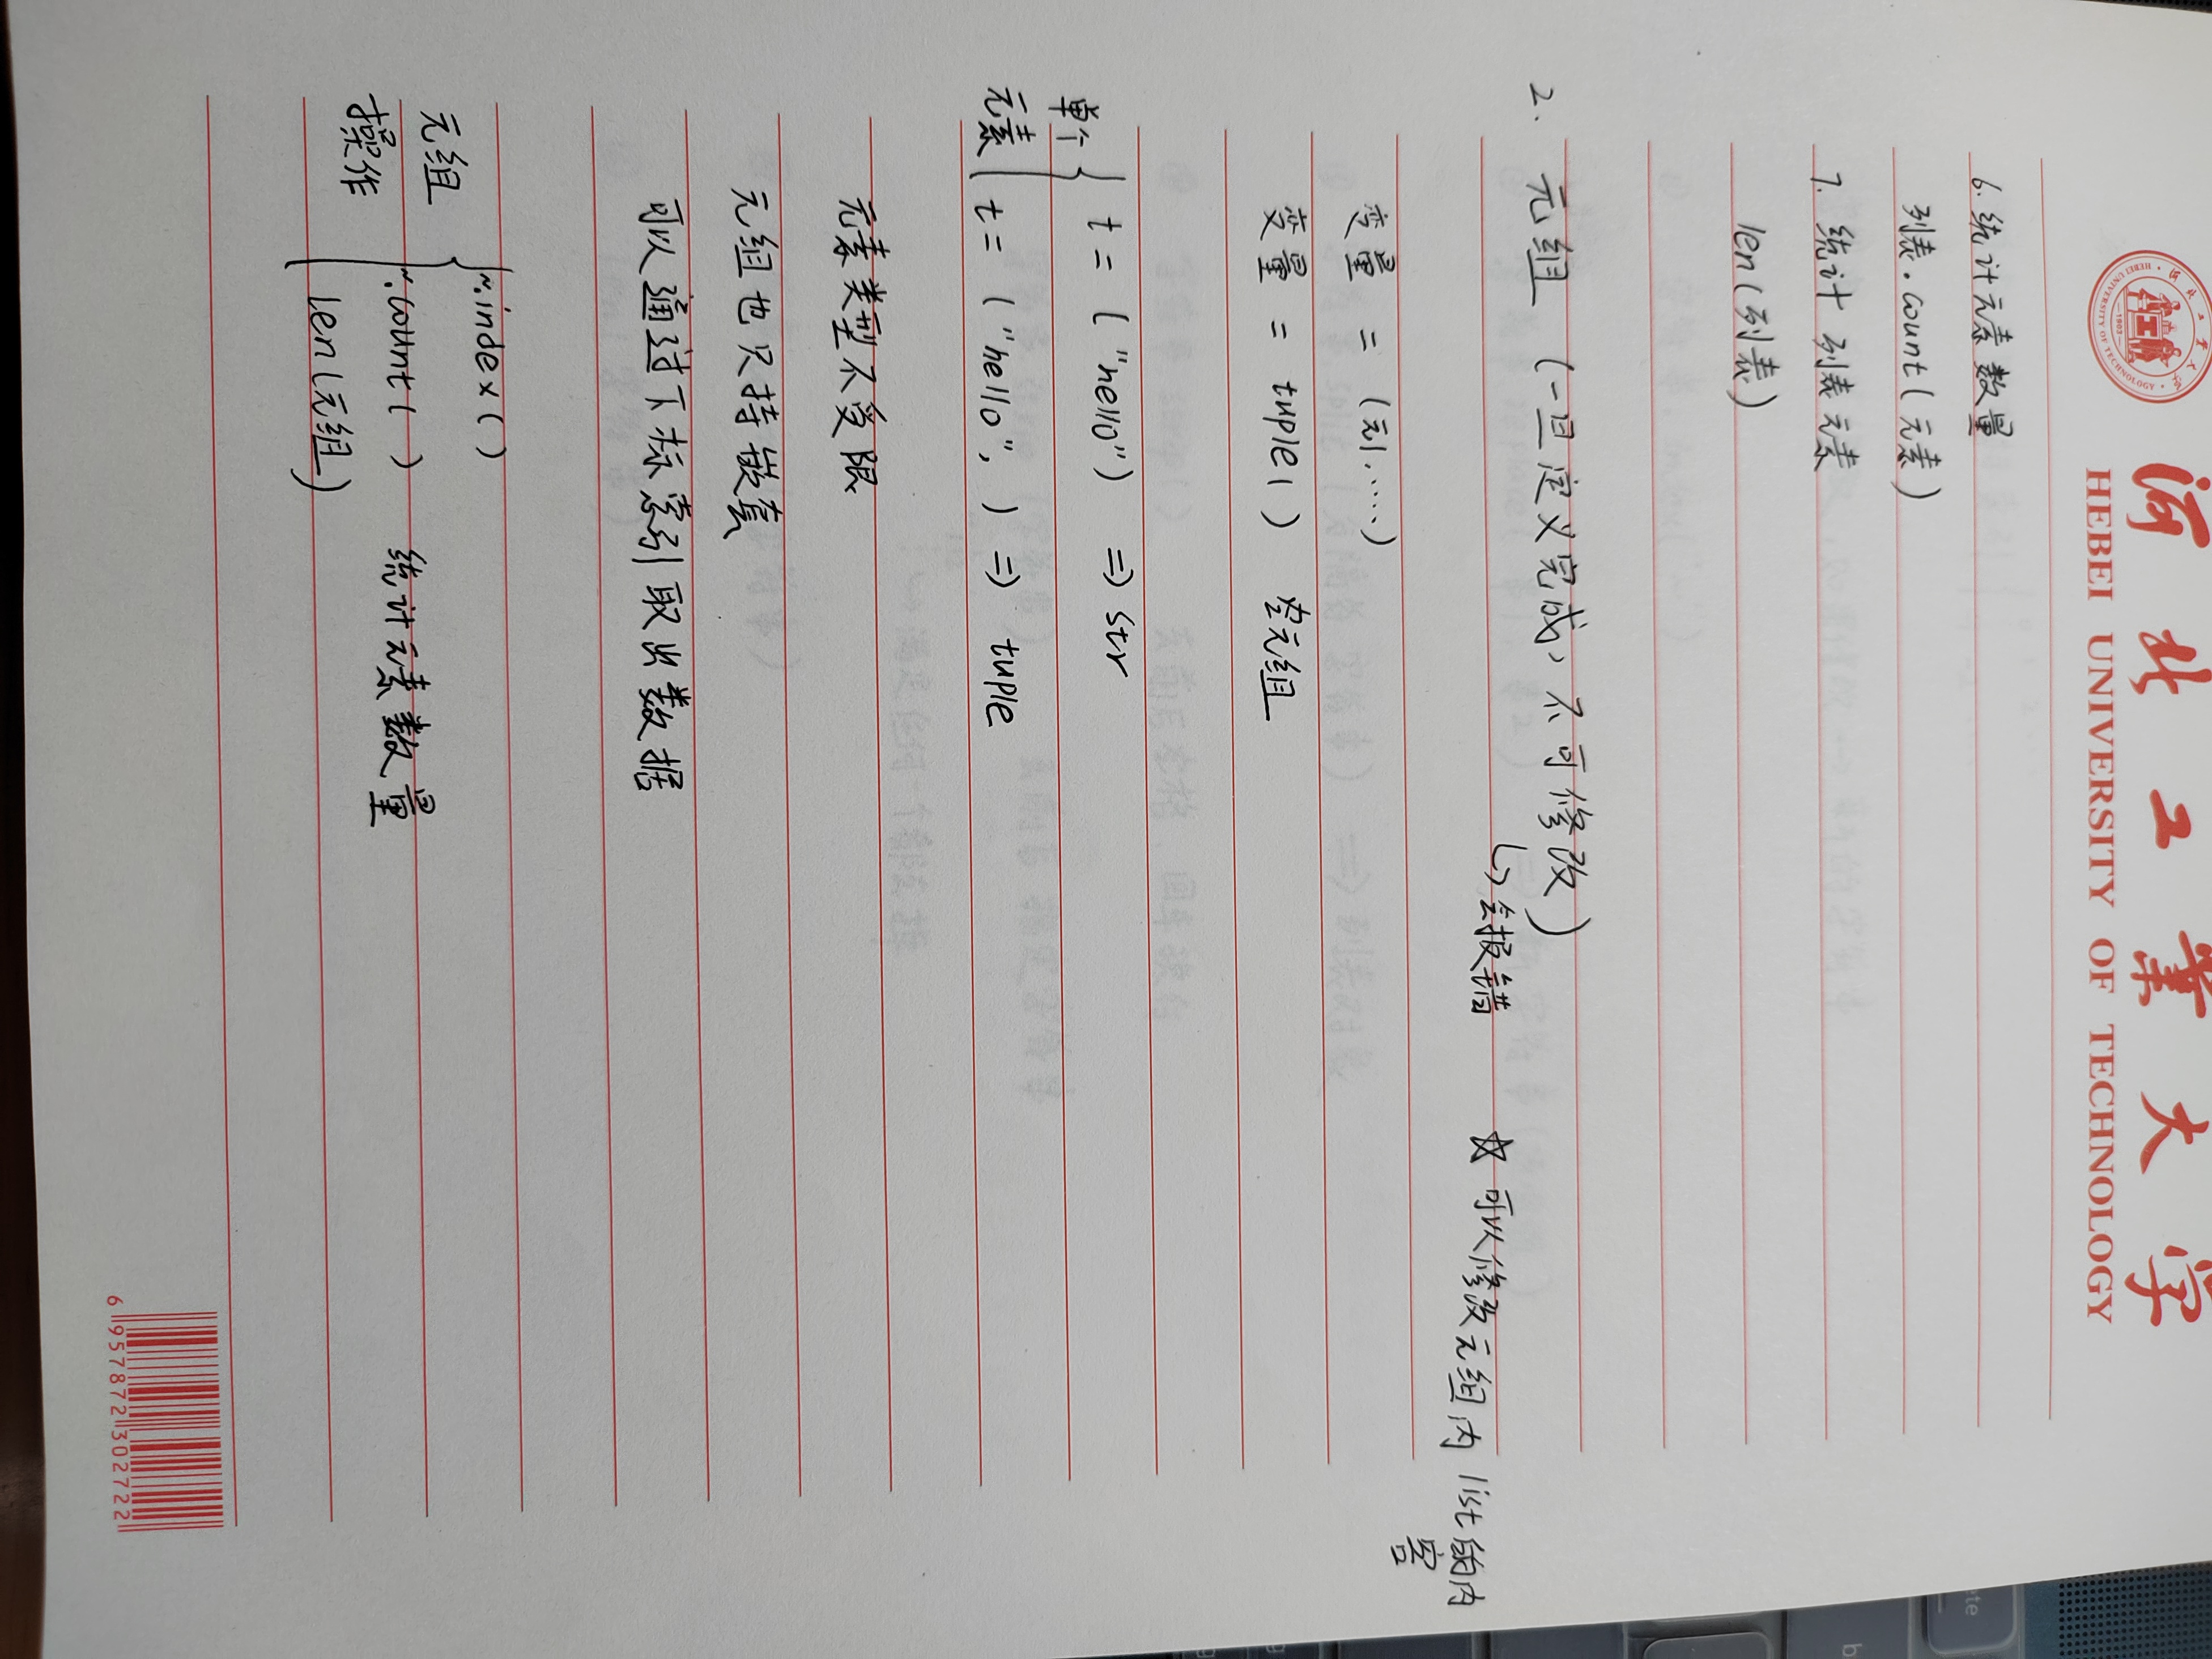 河北工業大学
HEBEI UNIVERSITY OF TECHNOLOGY
6. 统计元素数量
列表.count(元素)
7. 统计 列表元素
len(列表)
2. 元组 (一旦定义完成,不可修改)
↳会报错 ☆ 可以修改元组内 list的内
容
变量 = (元1.....)
变量 = tuple() 空元组
单个
元素
t = ("hello") => str
t = ("hello", ) => tuple
元素类型不受限
元组也只持嵌套
可以通过下标索引取出数据
元组
操作
~.index()
~.count( ) 统计元素数量
len(元组)
6 957872 302722